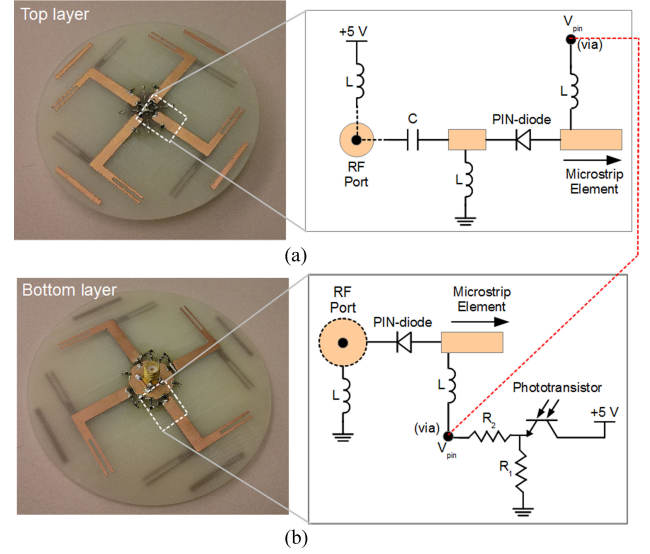 Top layer
+5 V
L
RF
Port
C
L
PIN-diode
V
pin
(via)
L
Microstrip
Element
(a)
Bottom layer
RF
Port
L
PIN-diode
Microstrip
Element
L
(via)
V
pin
R
2
R
1
Phototransistor
+5 V
(b)